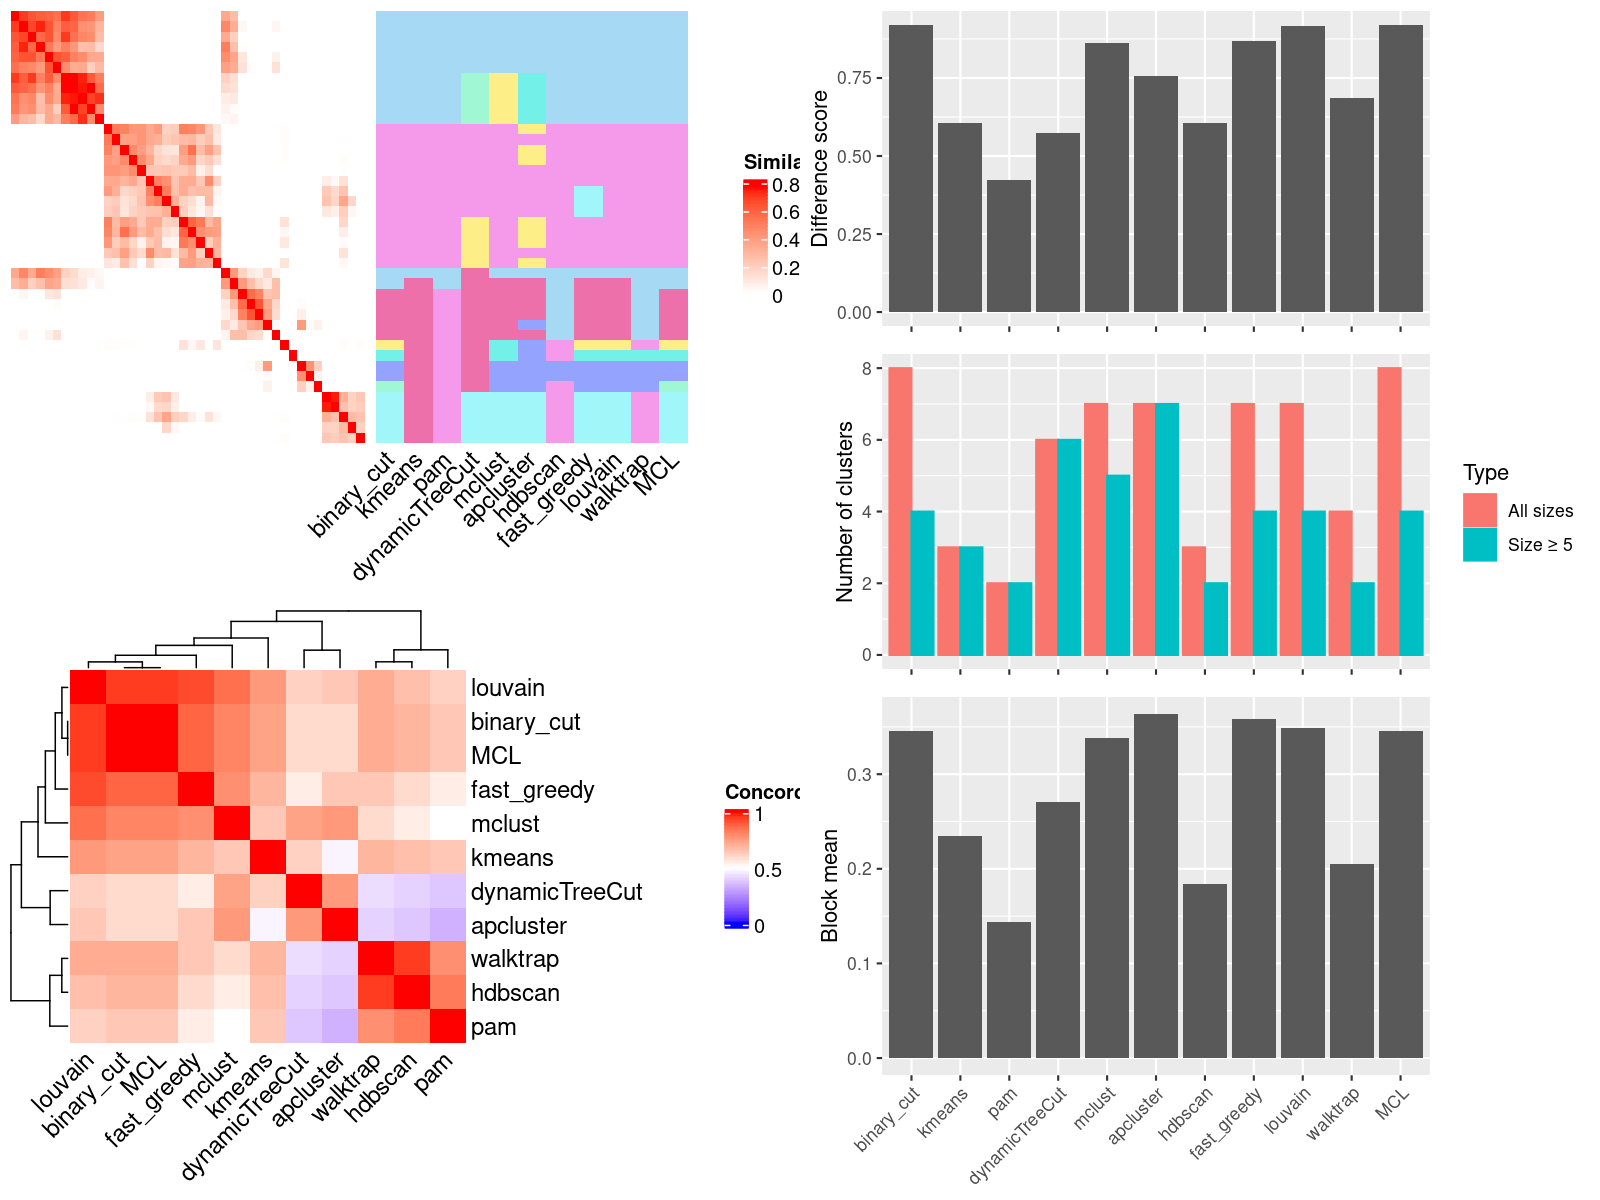 Simila
0.8
0.6
0.4
0.2
0
binary_cut
kmeans
pam
dynamicTreeCut
mclust
apcluster
hdbscan
fast_greedy
louvain
walktrap
MCL
louvain
binary_cut
MCL
fast_greedy
mclust
kmeans
dynamicTreeCut
apcluster
walktrap
hdbscan
pam
louvain
binary_cut
MCL
fast_greedy
mclust
kmeans
dynamicTreeCut
apcluster
walktrap
hdbscan
pam
Concord
1
0.5
0
Difference score
0.75
0.50
0.25
0.00
Number of clusters
8
6
4
2
0
Type
All sizes
Size ≥ 5
Block mean
0.3
0.2
0.1
0.0
binary_cut
kmeans
pam
dynamicTreeCut
mclust
apcluster
hdbscan
fast_greedy
louvain
walktrap
MCL